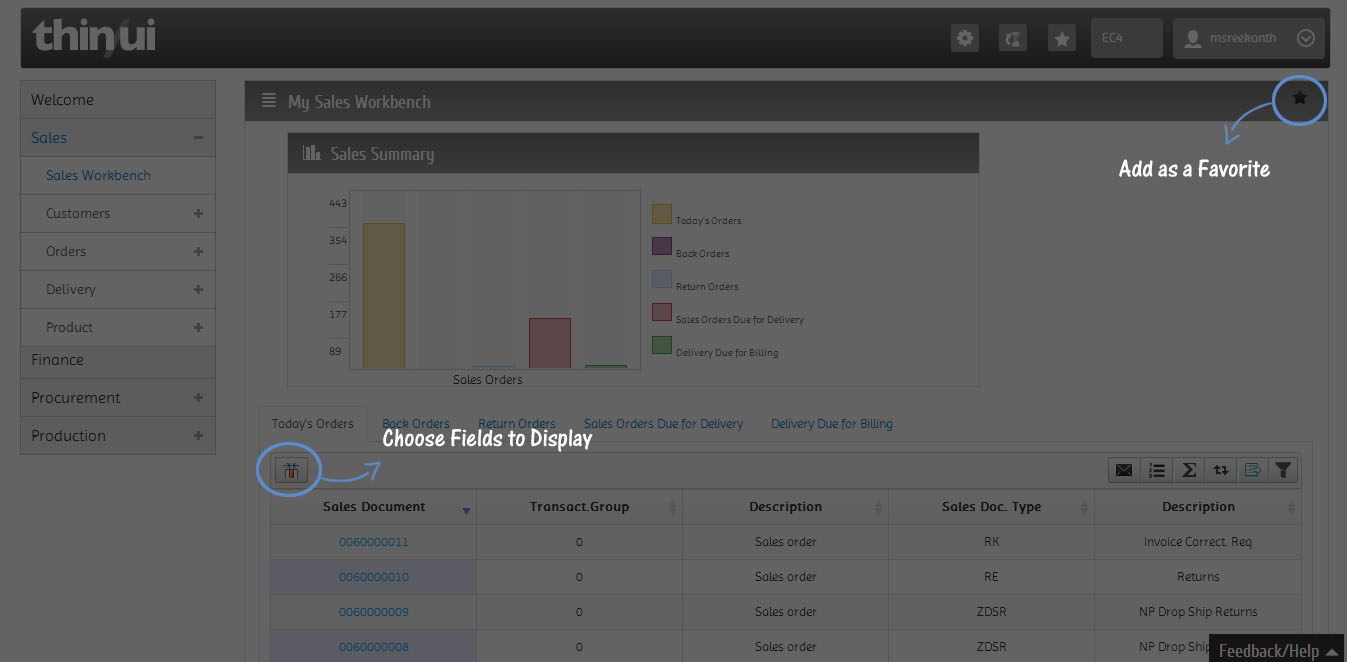 thin/ui
EC4
msreekanth
Welcome
Sales
Sales Workbench
Customers
Orders
Delivery
Product
Finance
Procurement
Production
My Sales Workbench
Add as a Favorite
Sales Summary
443
354
266
177
89
Sales Orders
Today's Orders
Back Orders
Return Orders
Sales Orders Due for Delivery
Delivery Due for Billing
Today's Orders Back Orders Return Orders Sales Orders Due for Delivery Delivery Due for Billing
Choose Fields to Display
Sales Document Transact.Group Description Sales Doc. Type Description
0060000011 0 Sales order RK Invoice Correct. Req
0060000010 0 Sales order RE Returns
0060000009 0 Sales order ZDSR NP Drop Ship Returns
0060000008 0 Sales order ZDSR NP Drop Ship
Feedback/Help